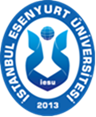 İSTANBUL ESENYURT ÜNİVERSİTESİ
iesu
2013